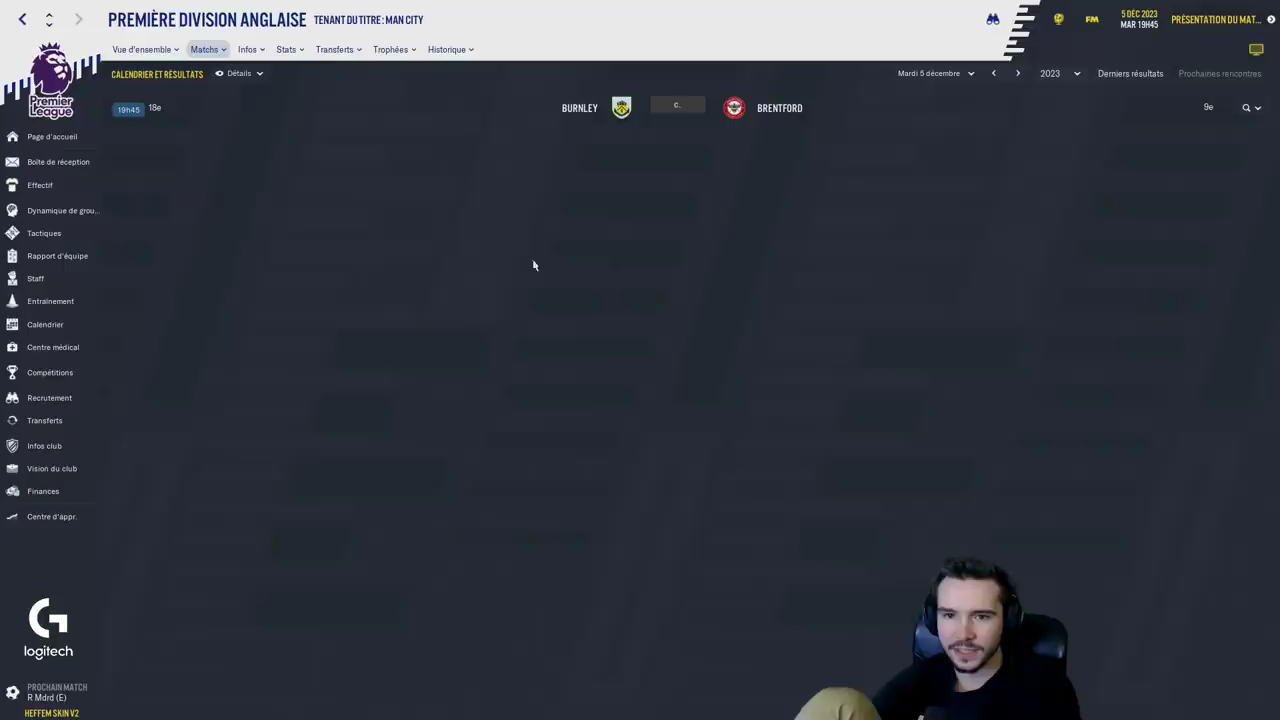 PREMIÈRE DIVISION ANGLAISE TENANT DU TITRE : MAN CITY
5 DÉC 2023
MAR 19H45
PRÉSENTATION DU MAT...
FM
Vue d'ensemble Matchs Infos Stats Transferts Trophées Historique
CALENDRIER ET RÉSULTATS Détails Mardi 5 décembre 2023 Derniers résultats Prochaines rencontres
Premier
League
19h45 18e BURNLEY c. BRENTFORD 9e
Page d'accueil
Boîte de réception
Effectif
Dynamique de grou...
Tactiques
Rapport d'équipe
Staff
Entraînement
Calendrier
Centre médical
Compétitions
Recrutement
Transferts
Infos club
Vision du club
Finances
Centre d'appr.
logitech
PROCHAIN MATCH
R Mdrd (E)
HEFFEM SKIN V2